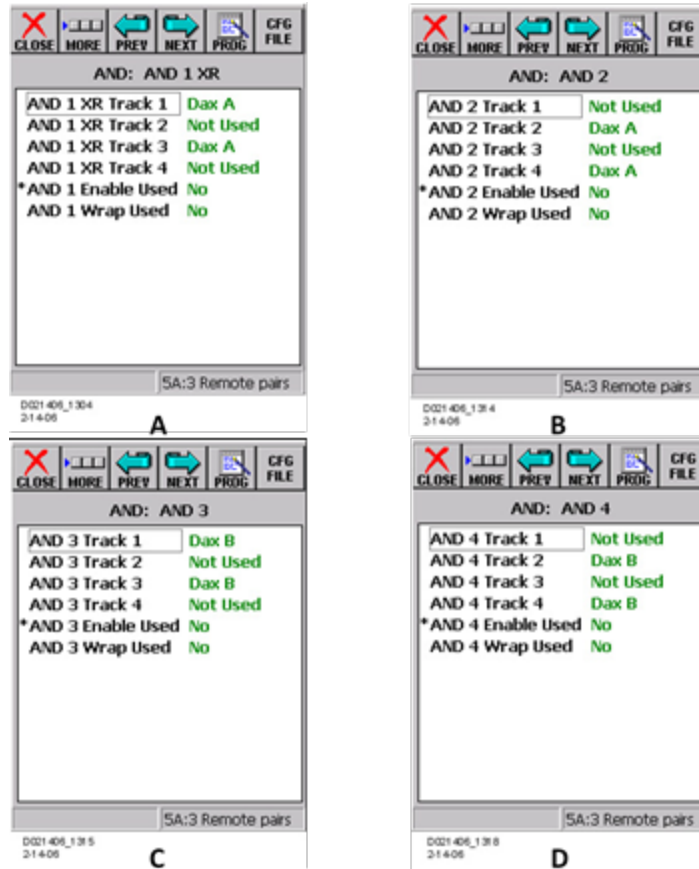 CLOSE MORE PREV NEXT PROG CFG FILE
AND: AND 1 XR
AND 1 XR Track 1 Dax A
AND 1 XR Track 2 Not Used
AND 1 XR Track 3 Dax A
AND 1 XR Track 4 Not Used
*AND 1 Enable Used No
AND 1 Wrap Used No
5A:3 Remote pairs
D021406_1304
2-14-06
A
CLOSE MORE PREV NEXT PROG CFG FILE
AND: AND 2
AND 2 Track 1 Not Used
AND 2 Track 2 Dax A
AND 2 Track 3 Not Used
AND 2 Track 4 Dax A
*AND 2 Enable Used No
AND 2 Wrap Used No
5A:3 Remote pairs
D021406_1314
2-14-06
B
CLOSE MORE PREV NEXT PROG CFG FILE
AND: AND 3
AND 3 Track 1 Dax B
AND 3 Track 2 Not Used
AND 3 Track 3 Dax B
AND 3 Track 4 Not Used
*AND 3 Enable Used No
AND 3 Wrap Used No
5A:3 Remote pairs
D021406_1315
2-14-06
C
CLOSE MORE PREV NEXT PROG CFG FILE
AND: AND 4
AND 4 Track 1 Not Used
AND 4 Track 2 Dax B
AND 4 Track 3 Not Used
AND 4 Track 4 Dax B
*AND 4 Enable Used No
AND 4 Wrap Used No
5A:3 Remote pairs
D021406_1318
2-14-06
D